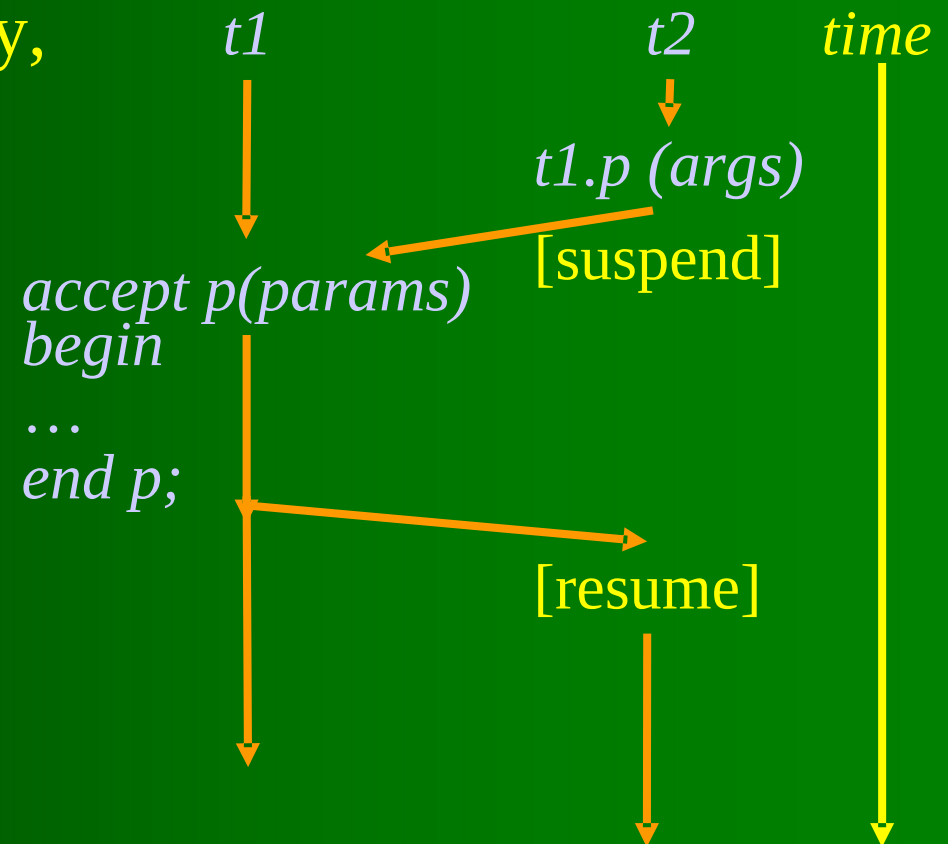 y,
t1
t2
time
t1.p (args)
[suspend]
accept p(params)
begin
…
end p;
[resume]